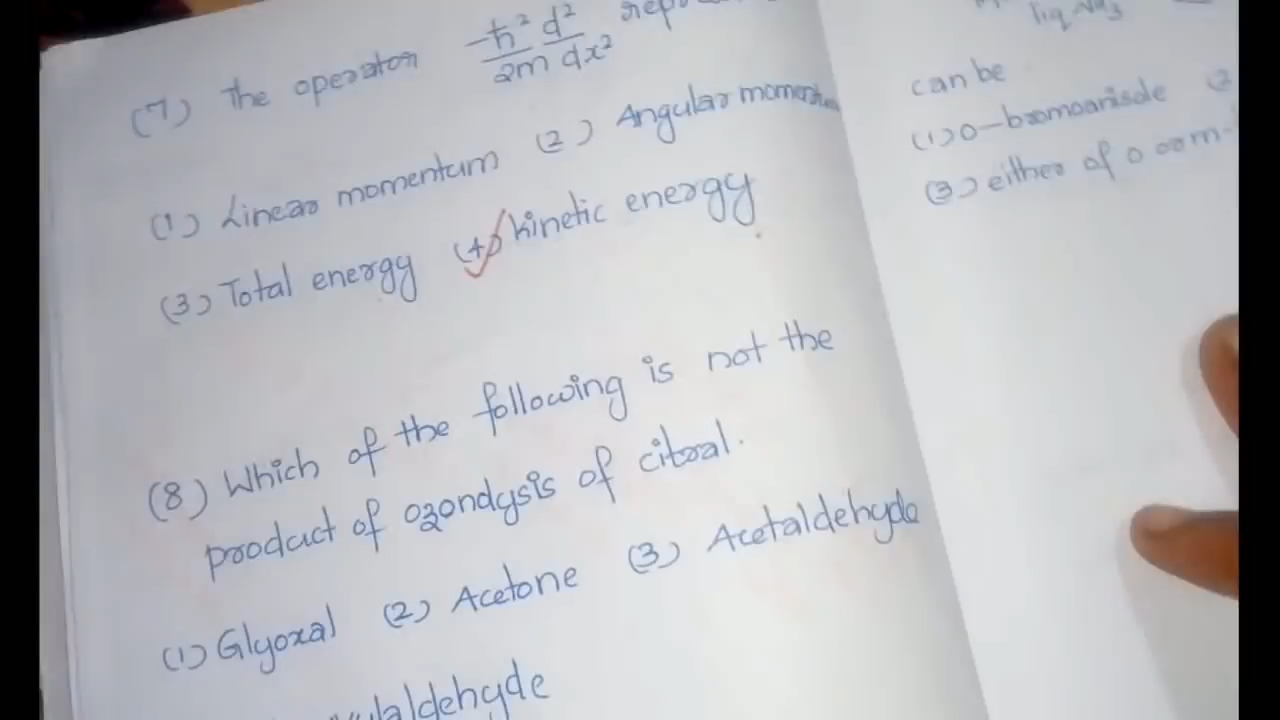 (7) The operator -ħ²/2m d²/dx²
(1) Linear momentum (2) Angular momentum
(3) Total energy (4) Kinetic energy
(8) Which of the following is not the
product of ozonolysis of citral.
(1) Glyoxal (2) Acetone (3) Acetaldehyde
can be
(1) o-bromoanisole
(3) either of o or m-